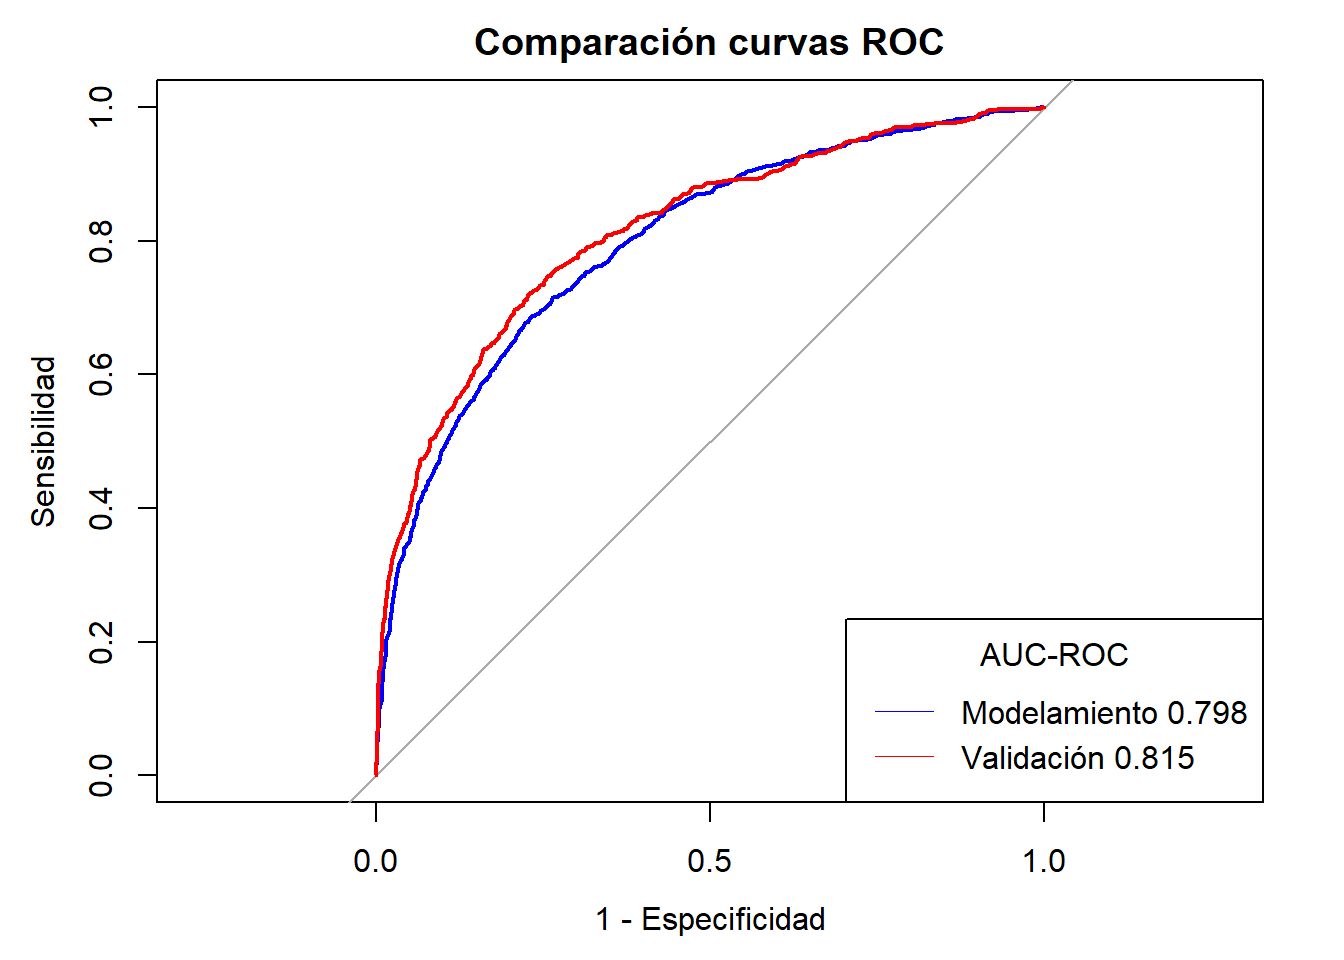 Comparación curvas ROC
Sensibilidad
1.0
0.8
0.6
0.4
0.2
0.0
AUC-ROC
Modelamiento 0.798
Validación 0.815
0.0 0.5 1.0
1 - Especificidad